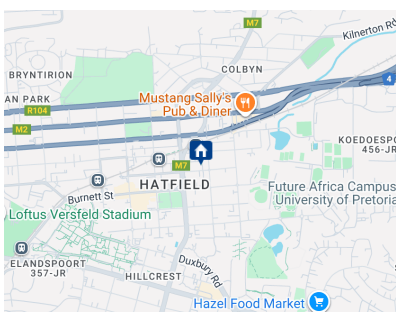 M7
Kilnerton Rd
COLBYN
BRYNTIRION
4
AN PARK
R104
Mustang Sally's
Pub & Diner
M2
KOEDOESPO
456-JR
M7
HATFIELD
Burnett St
Future Africa Campus
University of Pretoria
Loftus Versfeld Stadium
ELANDSPOORT
357-JR
HILLCREST
Duxbury Rd
Hazel Food Market